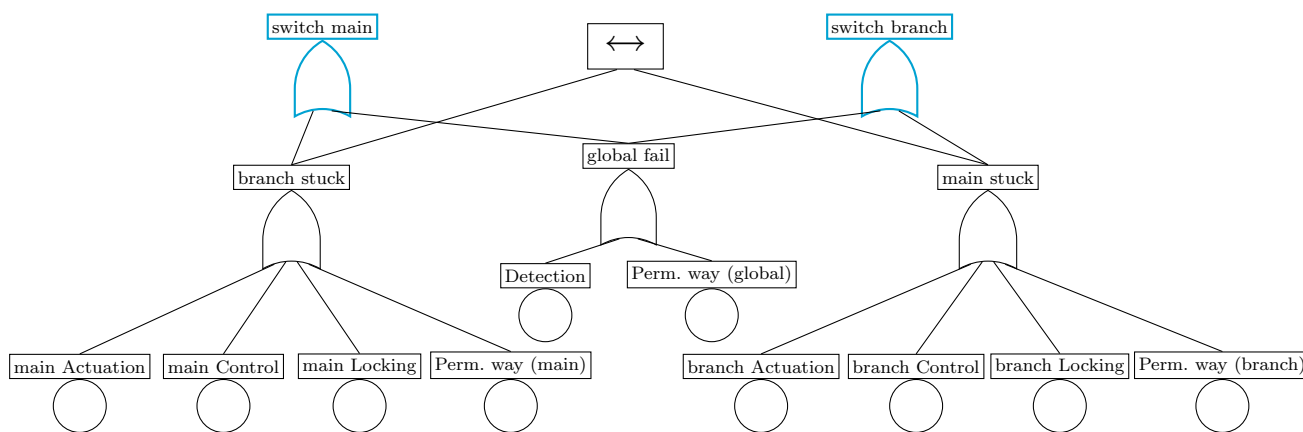 switch main
↔
switch branch
global fail
branch stuck
main stuck
Detection
Perm. way (global)
main Actuation
main Control
main Locking
Perm. way (main)
branch Actuation
branch Control
branch Locking
Perm. way (branch)